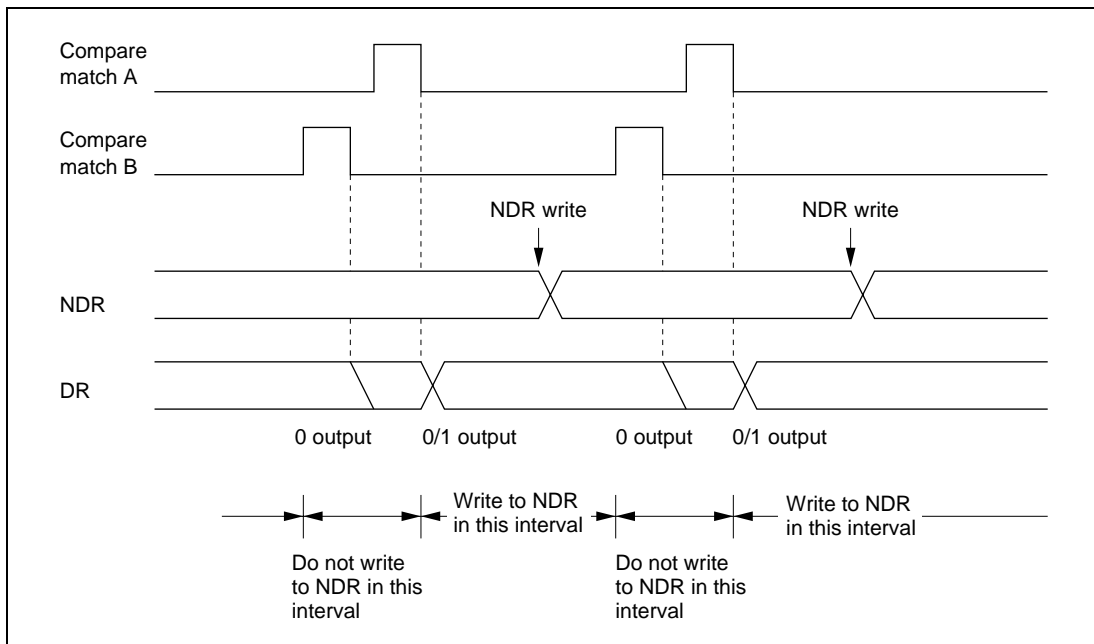 Compare
match A
Compare
match B
NDR write
NDR write
NDR
DR
0 output
0/1 output
0 output
0/1 output
Write to NDR
in this interval
Write to NDR
in this interval
Do not write
to NDR in this
interval
Do not write
to NDR in this
interval